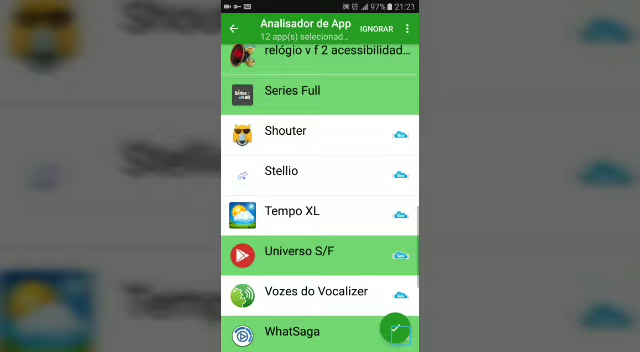 97% 21:21
Analisador de App
12 app(s) selecionad...
IGNORAR
relógio v f 2 acessibilidad...
Series Full
Shouter
Stellio
Tempo XL
Universo S/F
Vozes do Vocalizer
WhatSaga